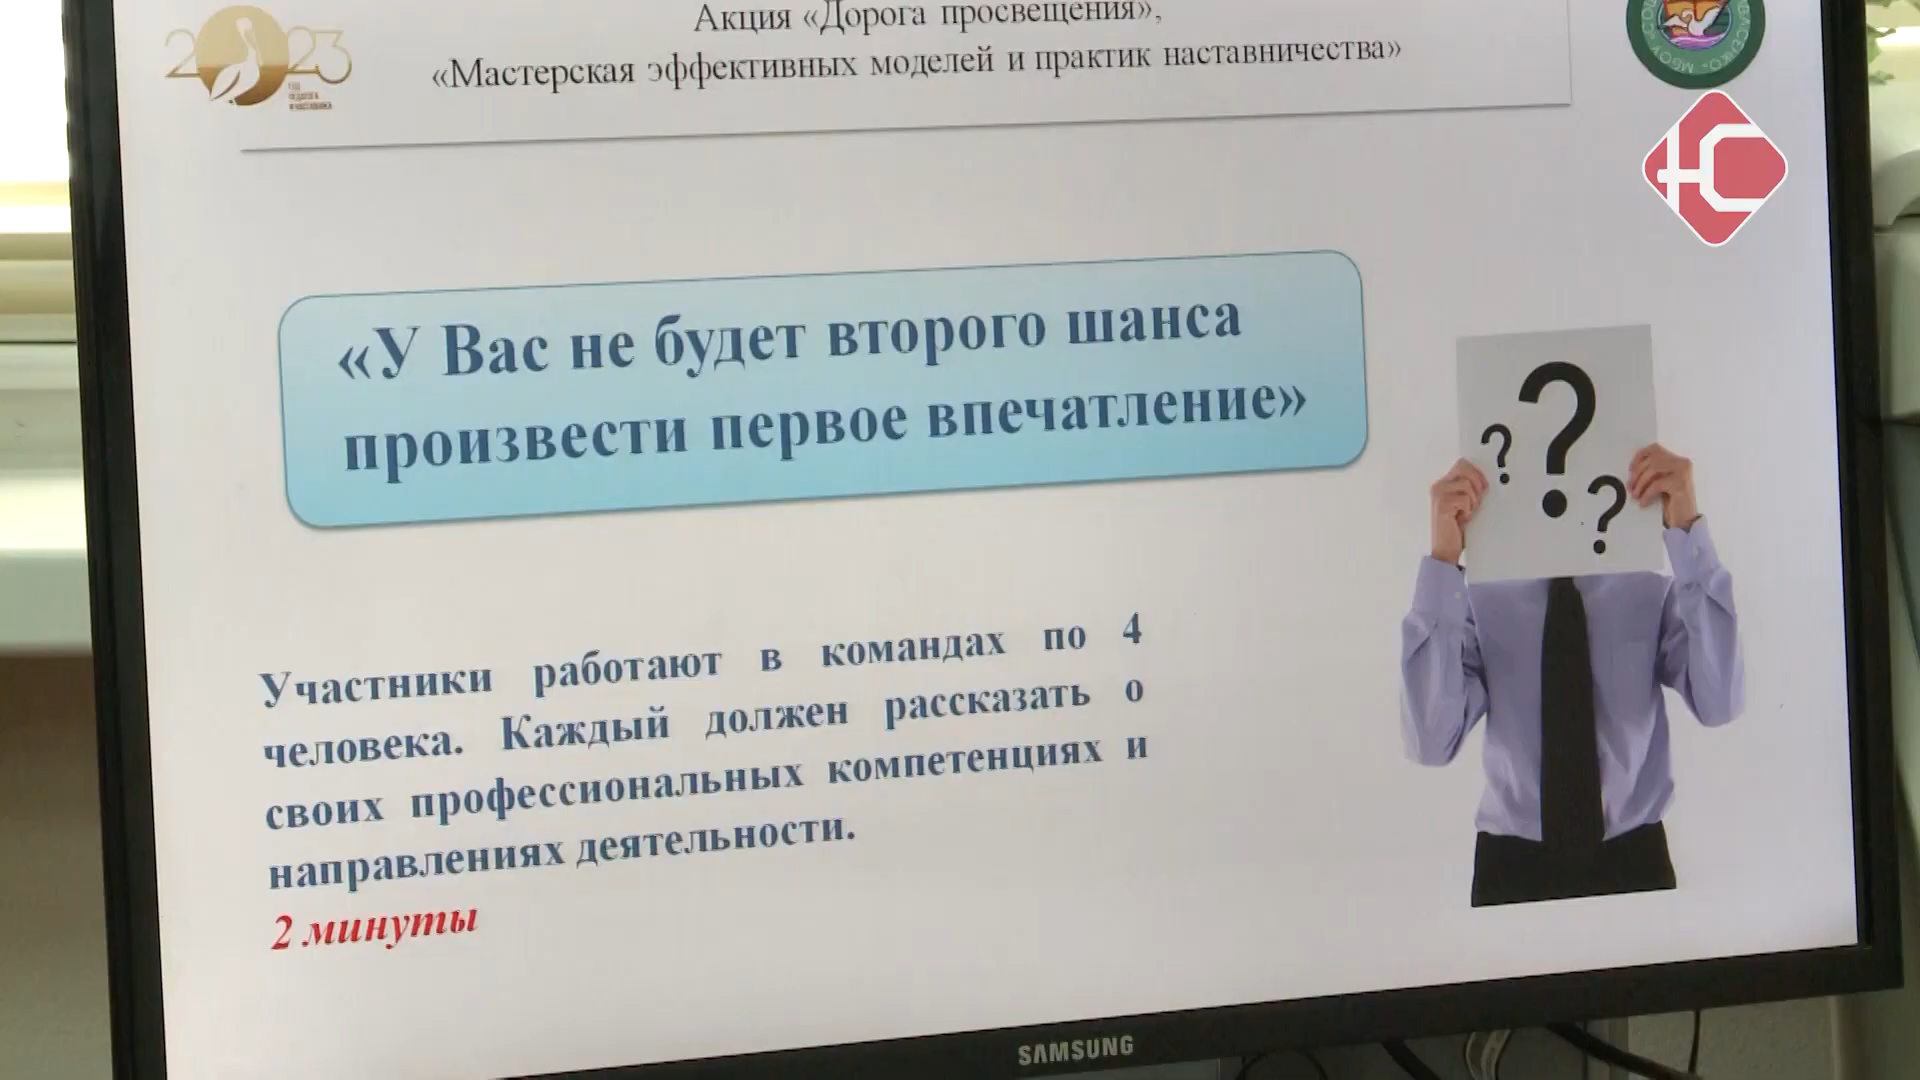 Акция «Дорога просвещения»,
«Мастерская эффективных моделей и практик наставничества»
2023
«У Вас не будет второго шанса
произвести первое впечатление»
? ? ?
Участники работают в командах по 4
человека. Каждый должен рассказать о
своих профессиональных компетенциях и
направлениях деятельности.
2 минуты
SAMSUNG